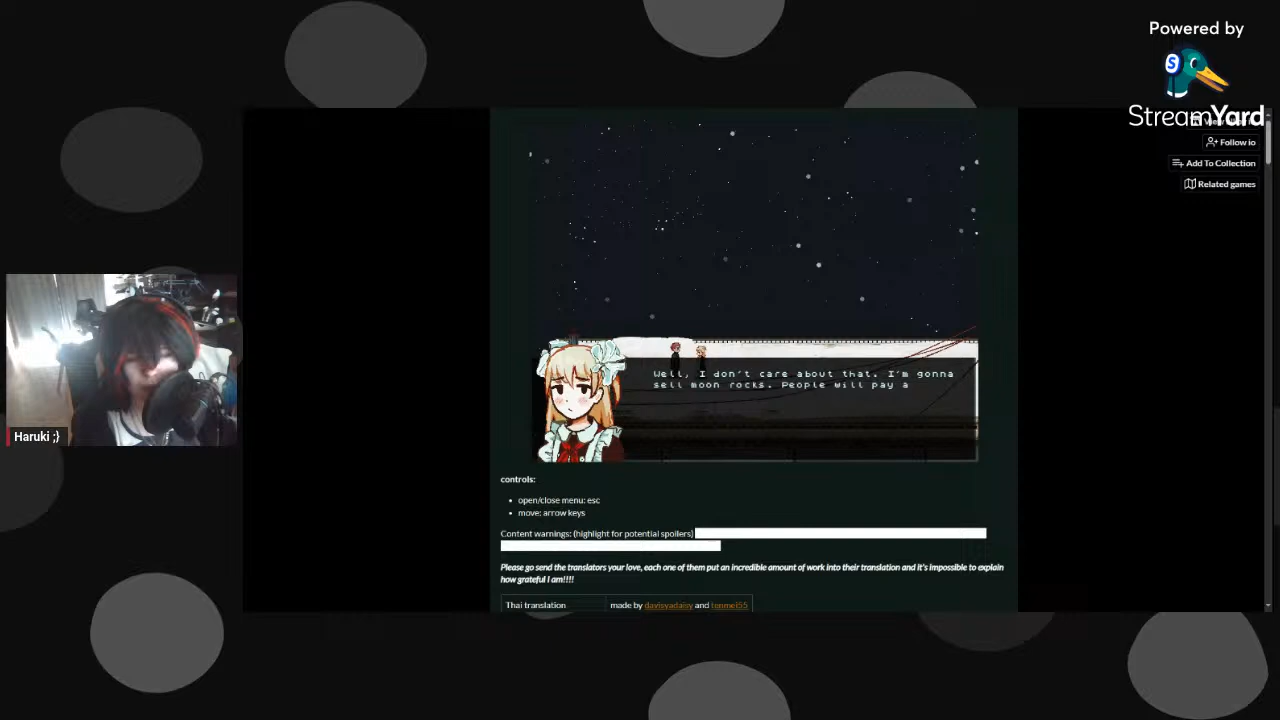 Powered by
StreamYard
Follow io
Add To Collection
Related games
Well, I don't care about that. I'm gonna
sell moon rocks. People will pay a
Haruki ;}
controls:
open/close menu: esc
move: arrow keys
Content warnings: (highlight for potential spoilers)
Please go send the translators your love, each one of them put an incredible amount of work into their translation and it's impossible to explain
how grateful I am!!!!
Thai translation
made by davisyadaisy and